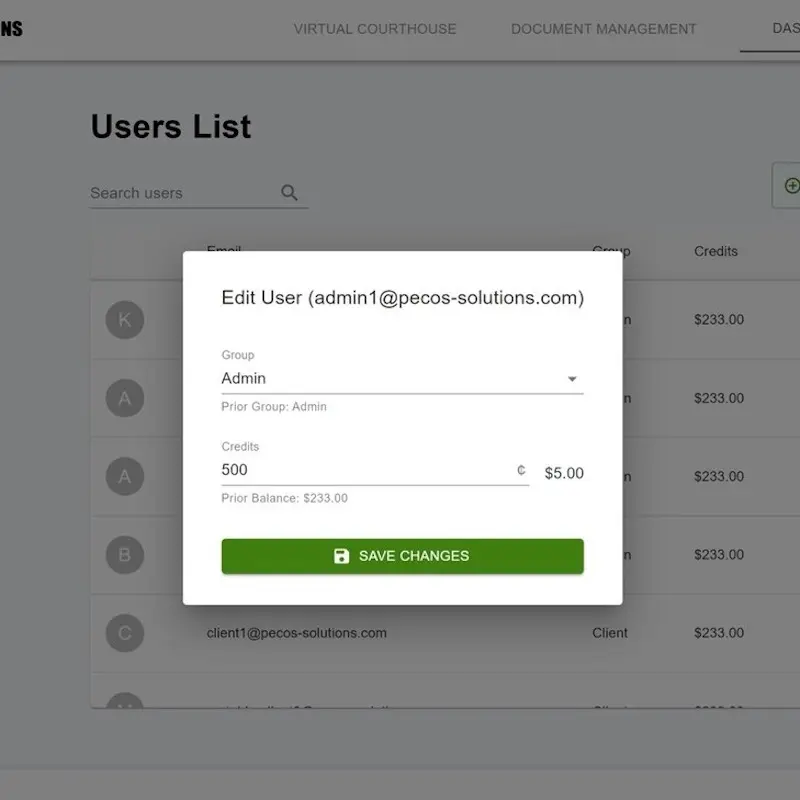 NS VIRTUAL COURTHOUSE DOCUMENT MANAGEMENT DAS
Users List
Search users
Email Group Credits
Edit User (admin1@pecos-solutions.com)
K n $233.00
Group
Admin
A n $233.00
Prior Group: Admin
Credits
500 ¢ $5.00
A n $233.00
Prior Balance: $233.00
B SAVE CHANGES n $233.00
C client1@pecos-solutions.com Client $233.00